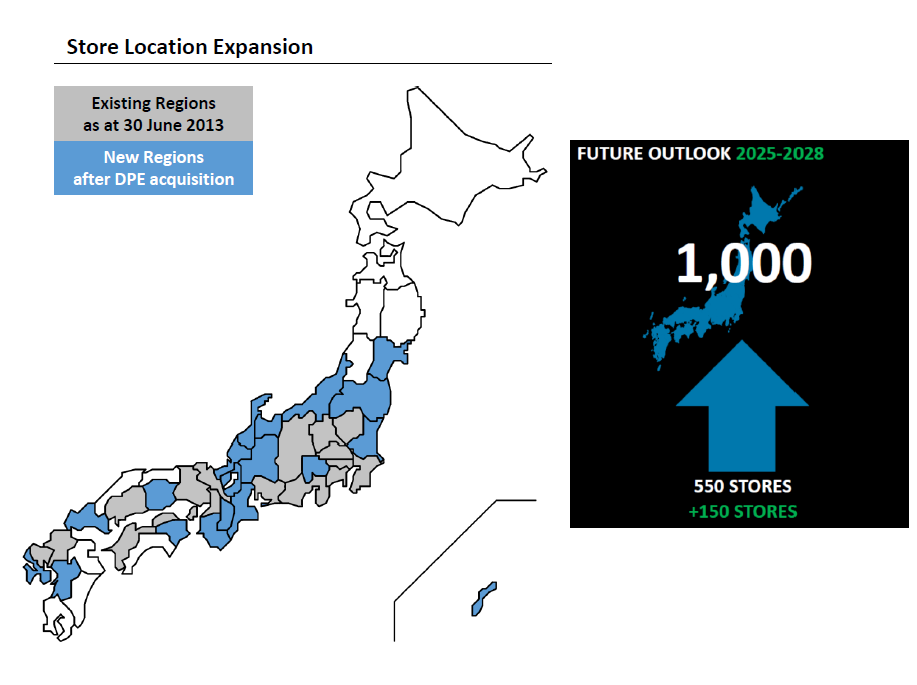 Store Location Expansion
Existing Regions
as at 30 June 2013
New Regions
after DPE acquisition
FUTURE OUTLOOK 2025-2028
1,000
550 STORES
+150 STORES